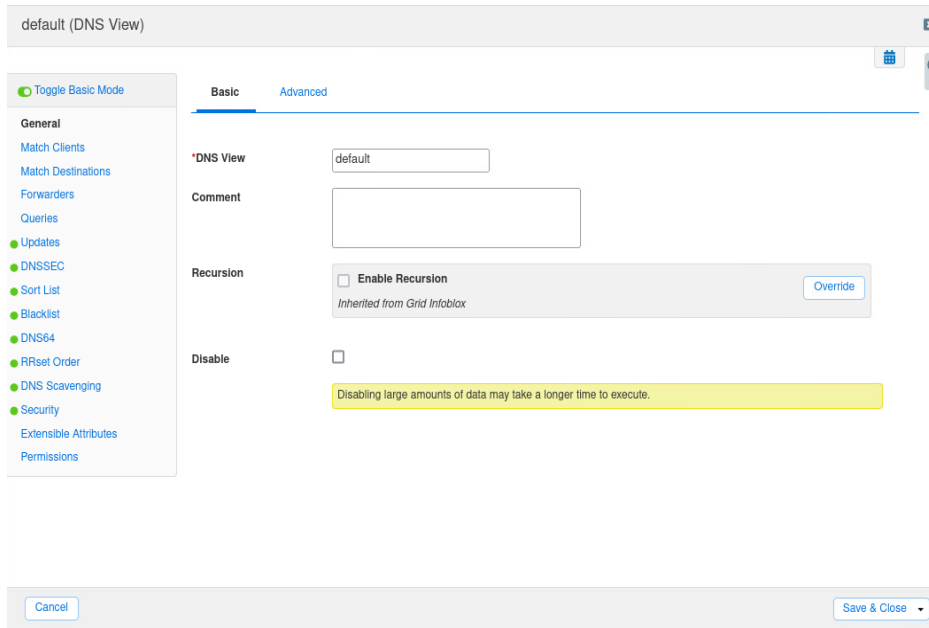 default (DNS View)
Toggle Basic Mode
General
Match Clients
Match Destinations
Forwarders
Queries
Updates
DNSSEC
Sort List
Blacklist
DNS64
RRset Order
DNS Scavenging
Security
Extensible Attributes
Permissions
Basic Advanced
*DNS View default
Comment
Recursion Enable Recursion
Inherited from Grid Infoblox
Override
Disable
Disabling large amounts of data may take a longer time to execute.
Cancel Save & Close